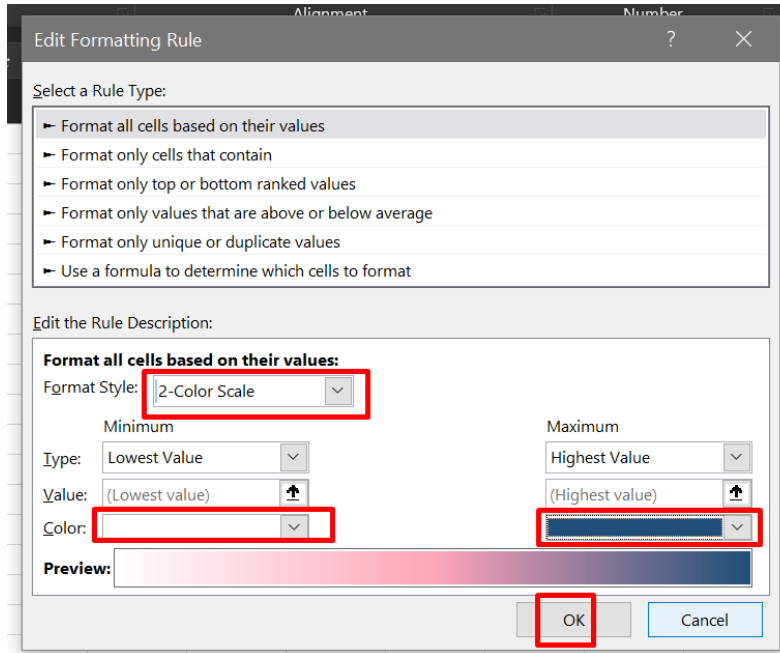 Alignment Number
Edit Formatting Rule ?
Select a Rule Type:
► Format all cells based on their values
► Format only cells that contain
► Format only top or bottom ranked values
► Format only values that are above or below average
► Format only unique or duplicate values
► Use a formula to determine which cells to format
Edit the Rule Description:
Format all cells based on their values:
Format Style: 2-Color Scale
Minimum Maximum
Type: Lowest Value Highest Value
Value: (Lowest value) (Highest value)
Color:
Preview:
OK Cancel